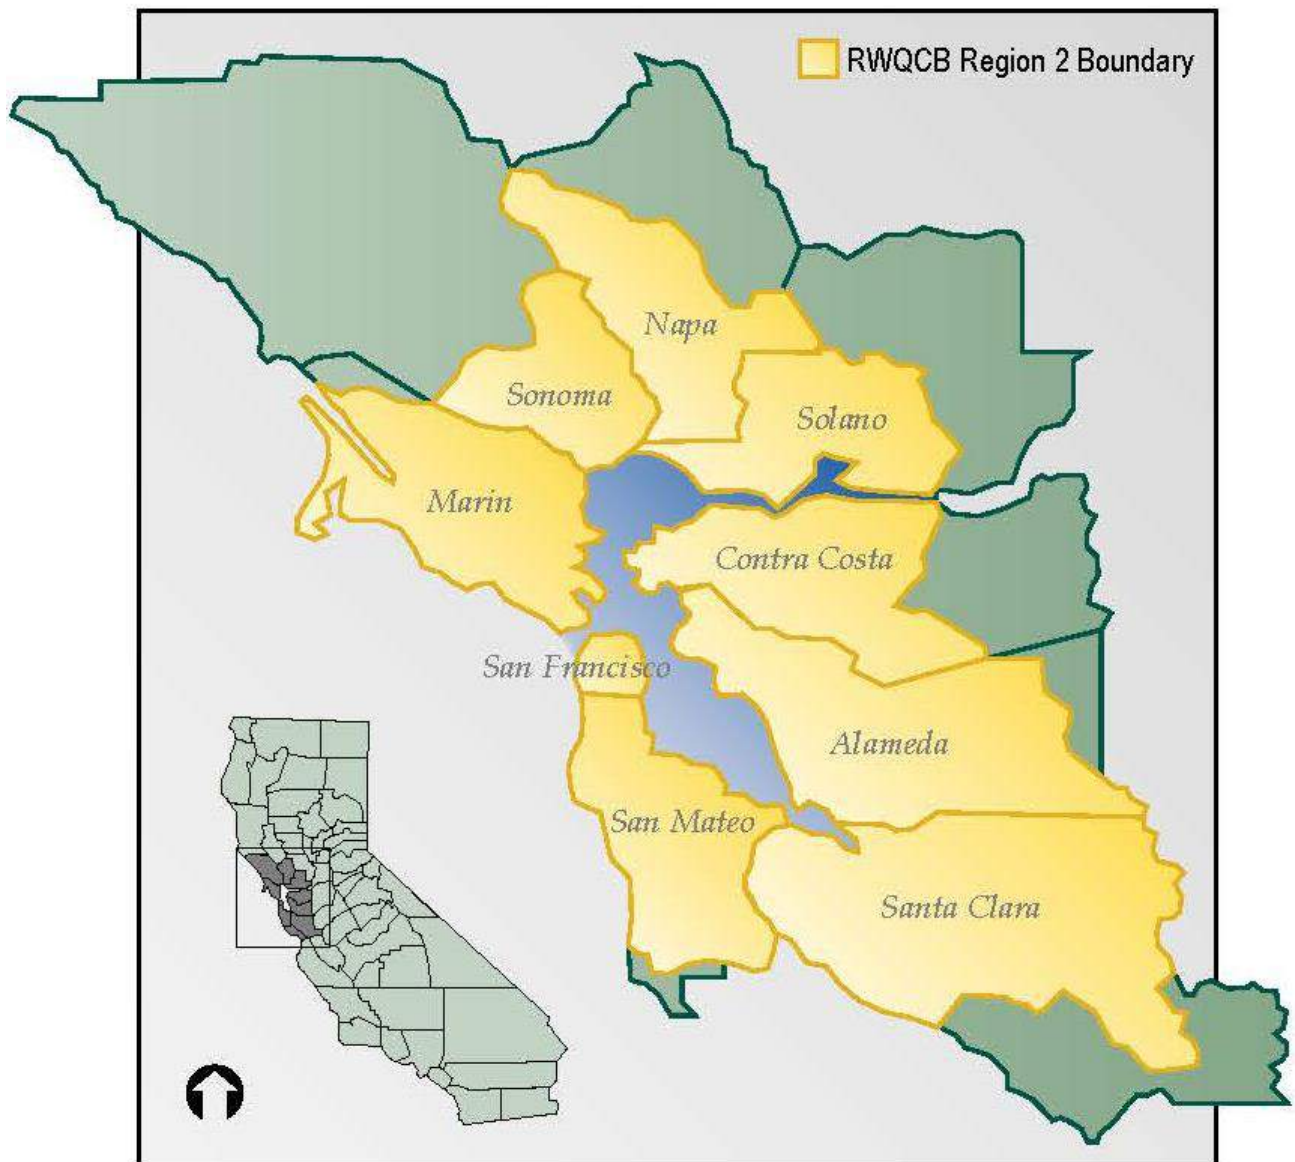 RWQCB Region 2 Boundary
Napa
Sonoma
Solano
Marin
Contra Costa
San Francisco
Alameda
San Mateo
Santa Clara